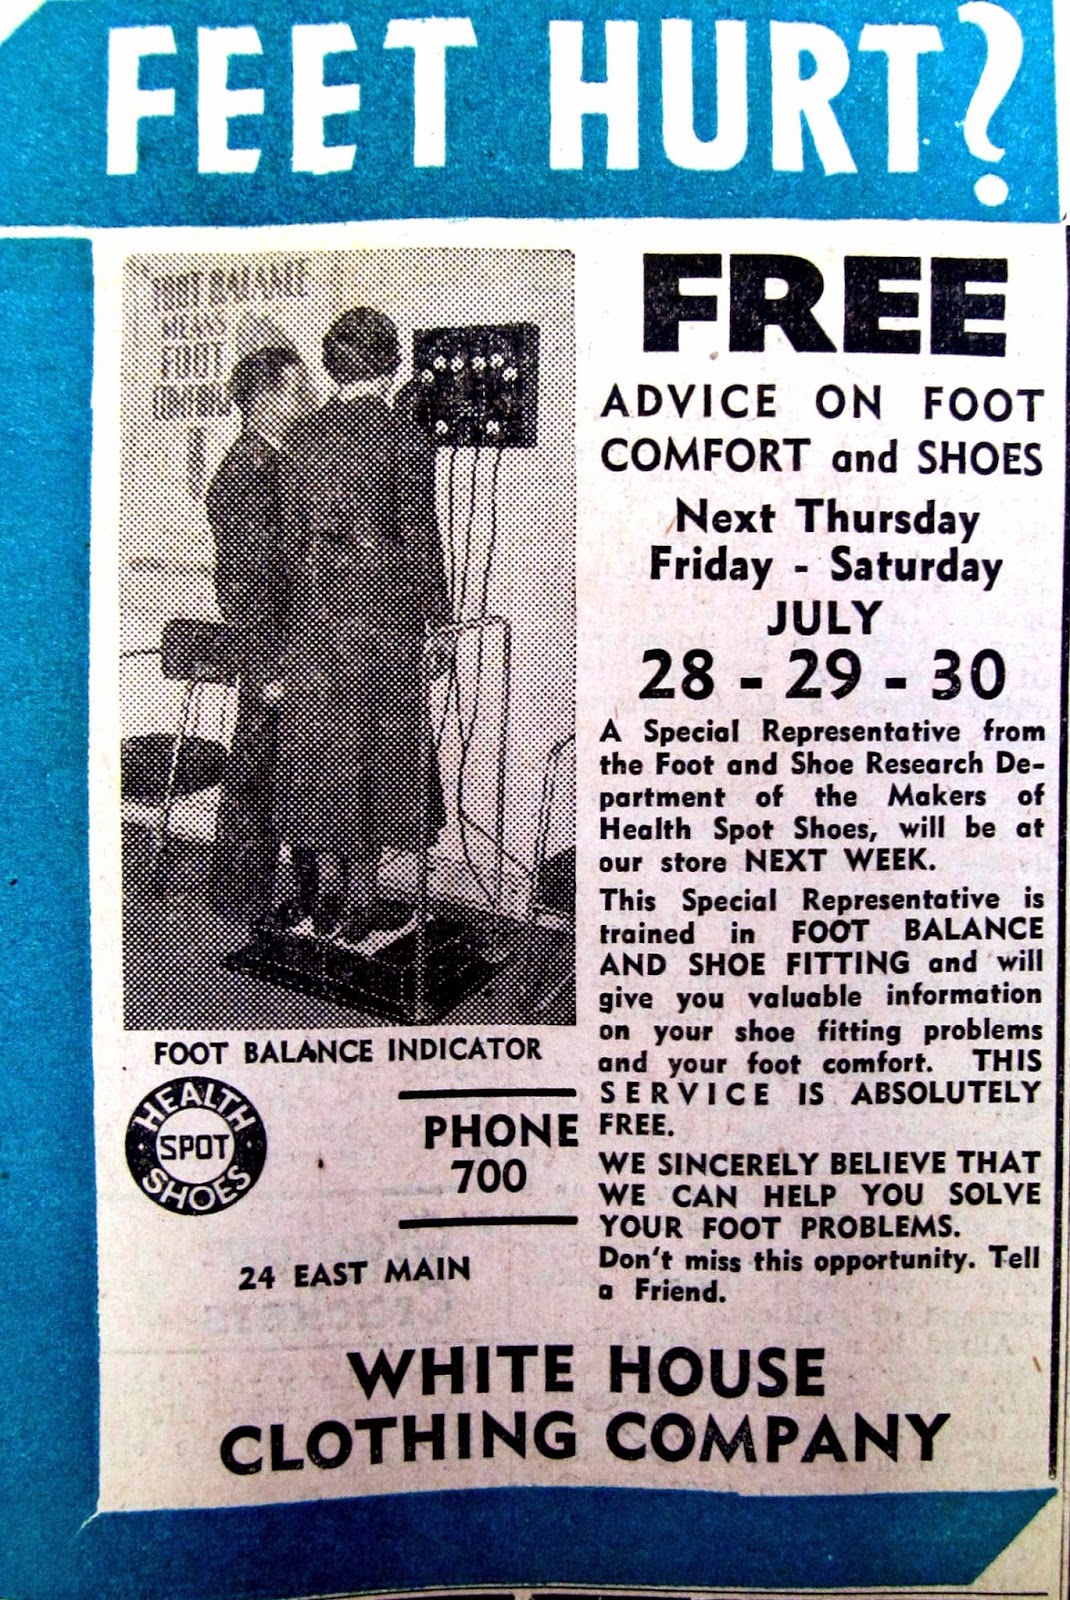 FEET HURT?
FOOT BALANCE
MEANS
FOOT
FREE
ADVICE ON FOOT
COMFORT and SHOES
Next Thursday
Friday - Saturday
JULY
28 - 29 - 30
A Special Representative from
the Foot and Shoe Research De-
partment of the Makers of
Health Spot Shoes, will be at
our store NEXT WEEK.
This Special Representative is
trained in FOOT BALANCE
AND SHOE FITTING and will
give you valuable information
on your shoe fitting problems
and your foot comfort. THIS
SERVICE IS ABSOLUTELY
FREE.
WE SINCERELY BELIEVE THAT
WE CAN HELP YOU SOLVE
YOUR FOOT PROBLEMS.
Don't miss this opportunity. Tell
a Friend.
FOOT BALANCE INDICATOR
HEALTH
SPOT
SHOES
PHONE
700
24 EAST MAIN
WHITE HOUSE
CLOTHING COMPANY